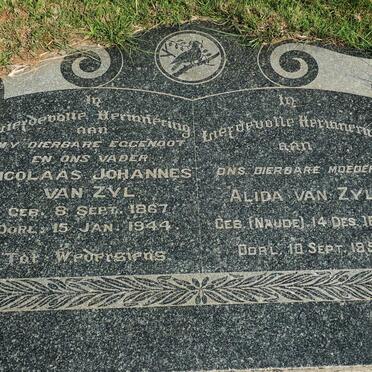 In
Liefdevolle Herinnering
aan
MY DIERBARE EGGENOOT
EN ONS VADER
NICOLAAS JOHANNES
VAN ZYL
GEB. 8 SEPT. 1867
OORL. 15 JAN. 1944
Tot Wedersiens
In
Liefdevolle Herinnering
aan
ONS DIERBARE MOEDER
ALIDA VAN ZYL
GEB. (NAUDE) 14 DES.
OORL. 10 SEPT.